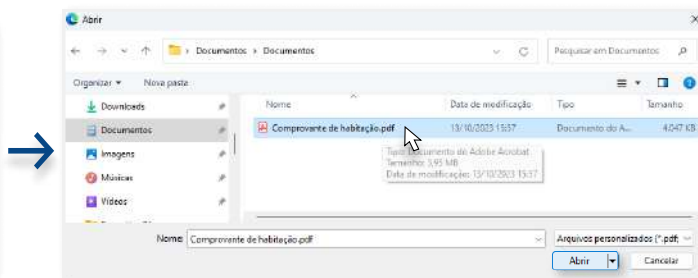 Abrir
Documentos › Documentos
Pesquisar em Documentos
Organizar
Nova pasta
Nome
Data de modificação
Tipo
Tamanho
Downloads
Documentos
Imagens
Músicas
Vídeos
Comprovante de habitação.pdf
13/10/2023 15:37
Documento do A...
4.047 KB
Tipo: Documento do Adobe Acrobat
Tamanho: 3,95 MB
Data de modificação: 13/10/2023 15:37
Nome: Comprovante de habitação.pdf
Arquivos personalizados (*.pdf;
Abrir
Cancelar